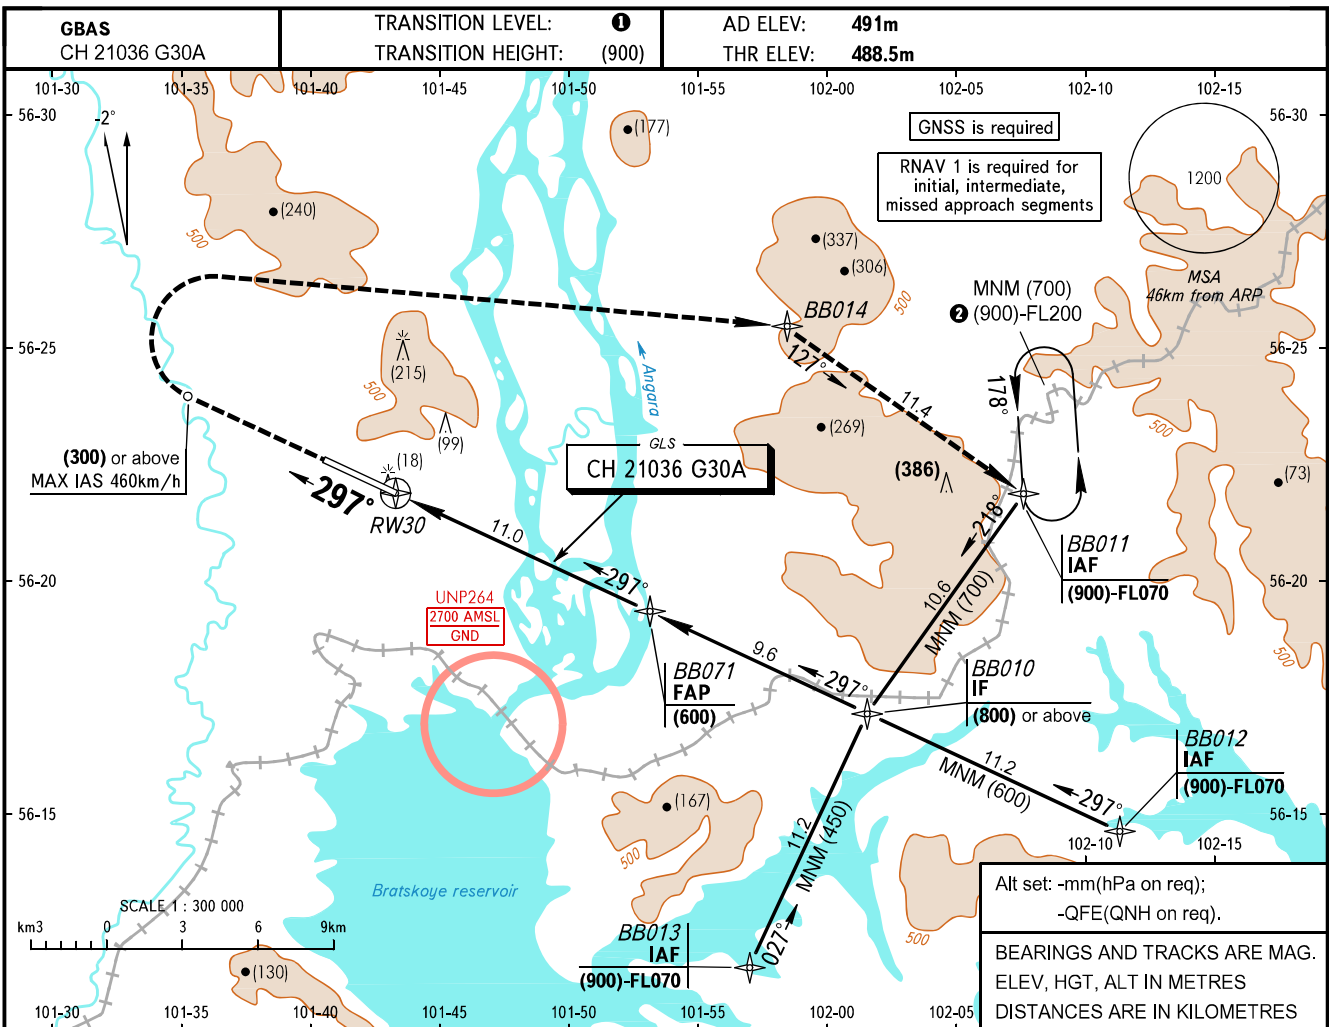 GBAS
CH 21036 G30A
TRANSITION LEVEL: ❶
TRANSITION HEIGHT: (900)
AD ELEV: 491m
THR ELEV: 488.5m
101-30 101-35 101-40 101-45 101-50 101-55 102-00 102-05 102-10 102-15
56-30 56-30
-2°
(177)
GNSS is required
RNAV 1 is required for
initial, intermediate,
missed approach segments
1200
MSA
46km from ARP
(240)
500
(337)
(306)
500
MNM (700)
❷ (900)-FL200
BB014
127°
56-25 56-25
(215)
500
(99)
Angara
11.4
178°
500
(269)
GLS
CH 21036 G30A
(386)
(73)
(300) or above
MAX IAS 460km/h
(18)
297°
RW30
11.0
218°
BB011
IAF
(900)-FL070
10.6
MNM (700)
56-20 56-20
297°
UNP264
2700 AMSL
GND
9.6
BB071
FAP
(600)
297°
BB010
IF
(800) or above
500
BB012
IAF
(900)-FL070
11.2
MNM (600)
297°
56-15 56-15
(167)
500
11.2
MNM (450)
102-10 102-15
Bratskoye reservoir
SCALE 1 : 300 000
km3 0 3 6 9km
(130)
BB013
IAF
(900)-FL070
027°
500
Alt set: -mm(hPa on req);
-QFE(QNH on req).
BEARINGS AND TRACKS ARE MAG.
ELEV, HGT, ALT IN METRES
DISTANCES ARE IN KILOMETRES
101-30 101-35 101-40 101-45 101-50 101-55 102-00 102-05